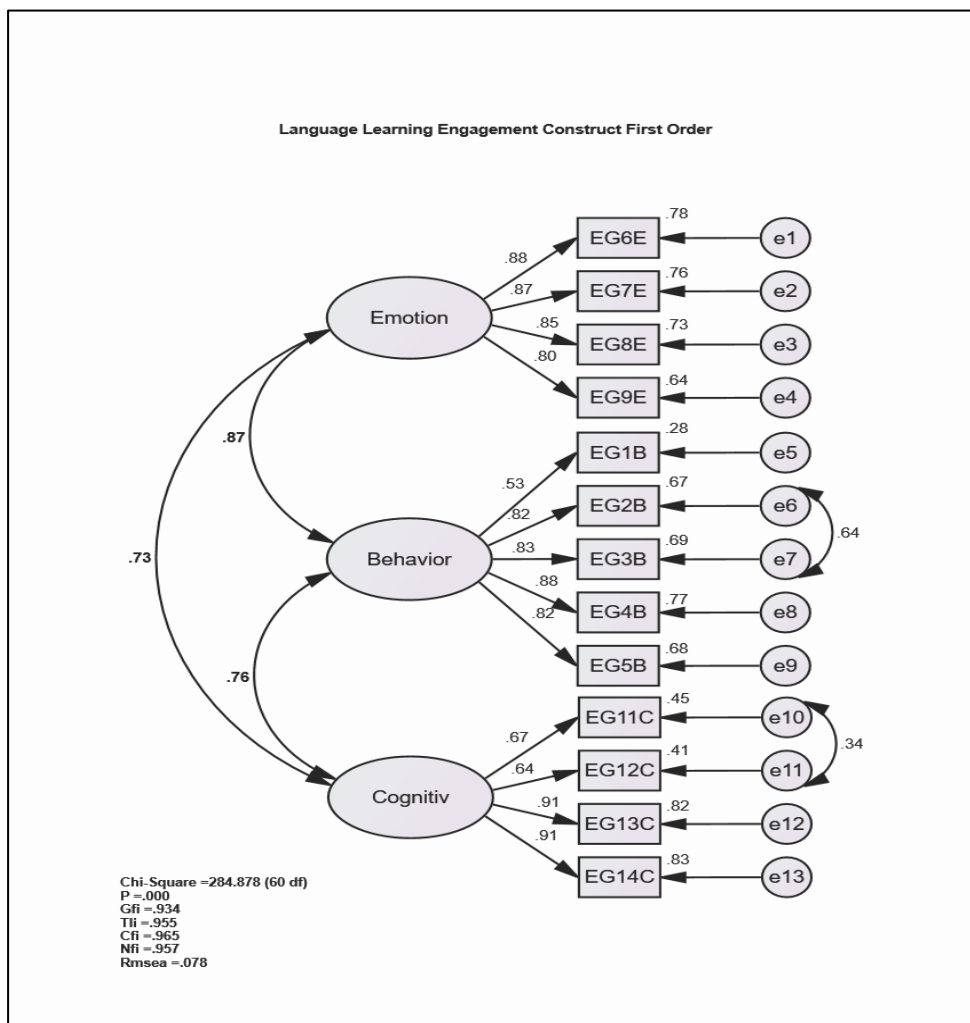 Language Learning Engagement Construct First Order
.78
EG6E
e1
.88
.76
EG7E
e2
.87
Emotion
.85
.73
EG8E
e3
.80
.64
EG9E
e4
.87
.28
EG1B
e5
.53
.67
EG2B
e6
.82
.64
.73
Behavior
.83
.69
EG3B
e7
.88
.77
EG4B
e8
.82
.68
EG5B
e9
.76
.45
EG11C
e10
.67
.34
.41
EG12C
e11
.64
Cognitiv
.91
.82
EG13C
e12
.91
.83
EG14C
e13
Chi-Square =284.878 (60 df)
P =.000
Gfi =.934
Tli =.955
Cfi =.965
Nfi =.957
Rmsea =.078